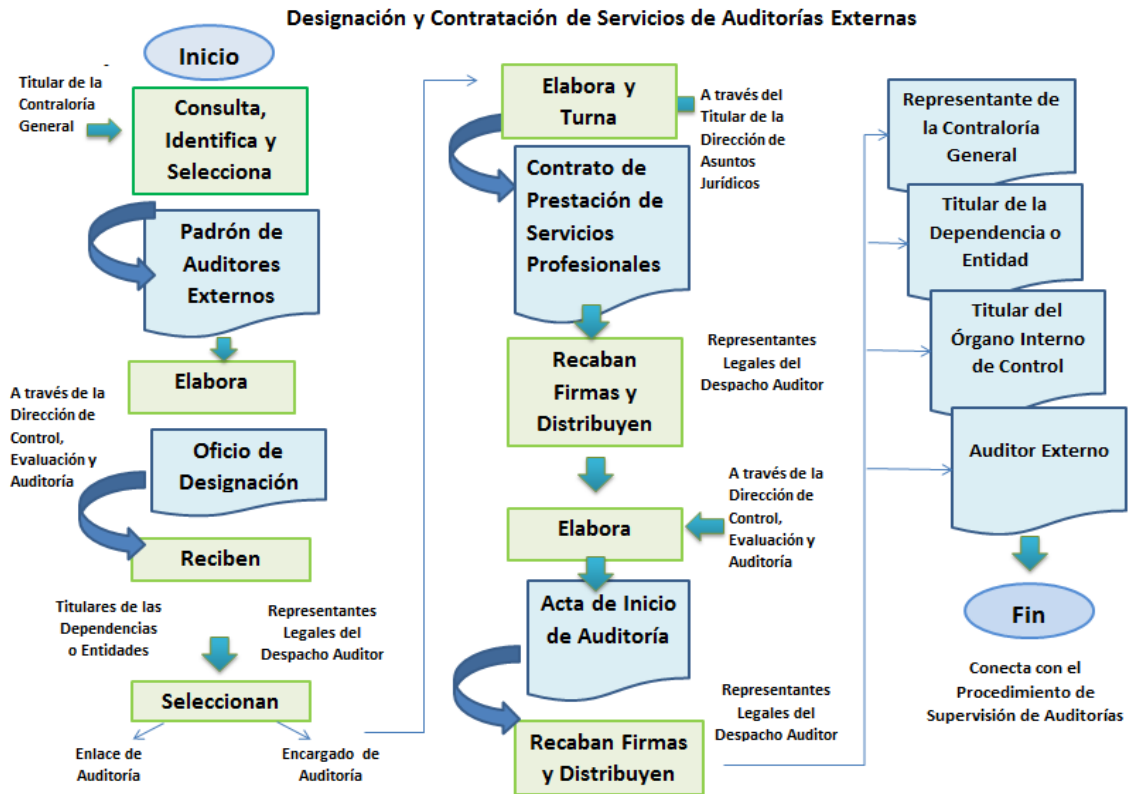 Designación y Contratación de Servicios de Auditorías Externas
Inicio
Titular de la
Contraloría
General
Consulta,
Identifica y
Selecciona
Padrón de
Auditores
Externos
Elabora
A través de la
Dirección de
Control,
Evaluación y
Auditoría
Oficio de
Designación
Reciben
Titulares de las
Dependencias
o Entidades
Representantes
Legales del
Despacho Auditor
Seleccionan
Enlace de
Auditoría
Encargado de
Auditoría
Elabora y
Turna
A través del
Titular de la
Dirección de
Asuntos
Jurídicos
Contrato de
Prestación de
Servicios
Profesionales
Recaban
Firmas y
Distribuyen
Representantes
Legales del
Despacho Auditor
Elabora
A través de la
Dirección de
Control,
Evaluación y
Auditoría
Acta de Inicio
de Auditoría
Recaban Firmas
y Distribuyen
Representantes
Legales del
Despacho Auditor
Representante de
la Contraloría
General
Titular de la
Dependencia o
Entidad
Titular del
Órgano Interno
de Control
Auditor Externo
Fin
Conecta con el
Procedimiento de
Supervisión de Auditorías